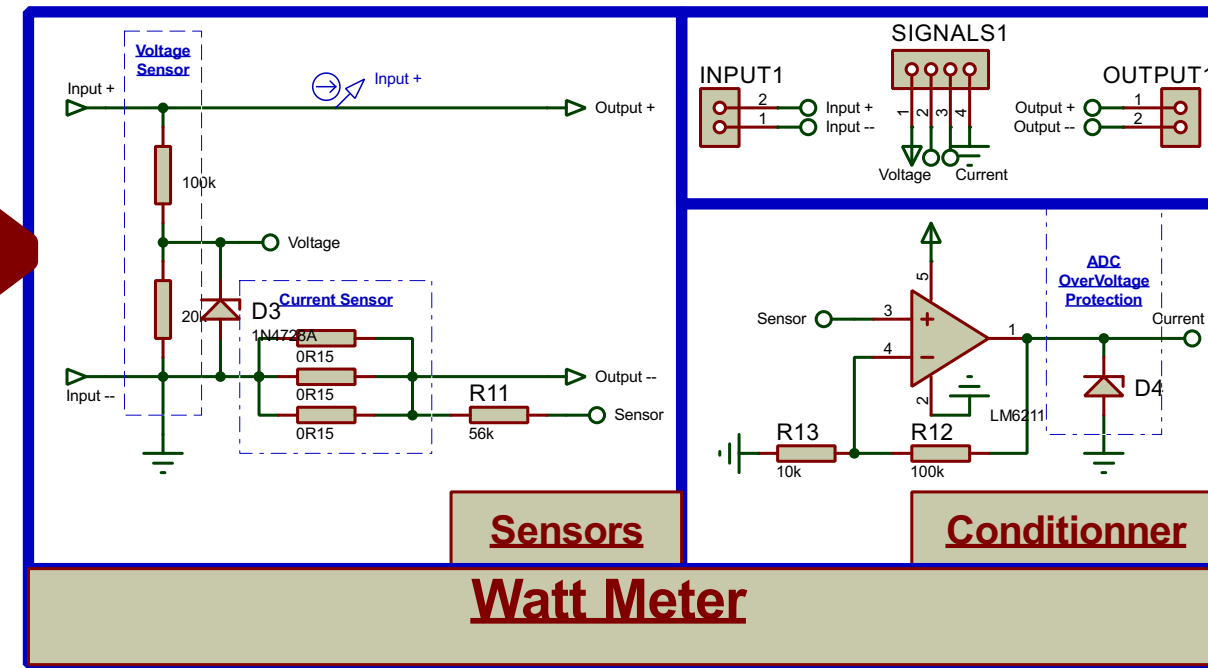 Voltage
Sensor
Input +
Input +
Output +
100k
Voltage
20k
D3
1N4728A
Current Sensor
0R15
0R15
0R15
Input --
Output --
R11
56k
Sensor
Sensors
INPUT1
2
1
Input +
Input --
SIGNALS1
1
2
3
4
Voltage
Current
OUTPUT1
Output +
Output --
1
2
ADC
OverVoltage
Protection
Sensor
3
4
5
2
1
+
−
LM6211
Current
D4
R13
10k
R12
100k
Conditionner
Watt Meter